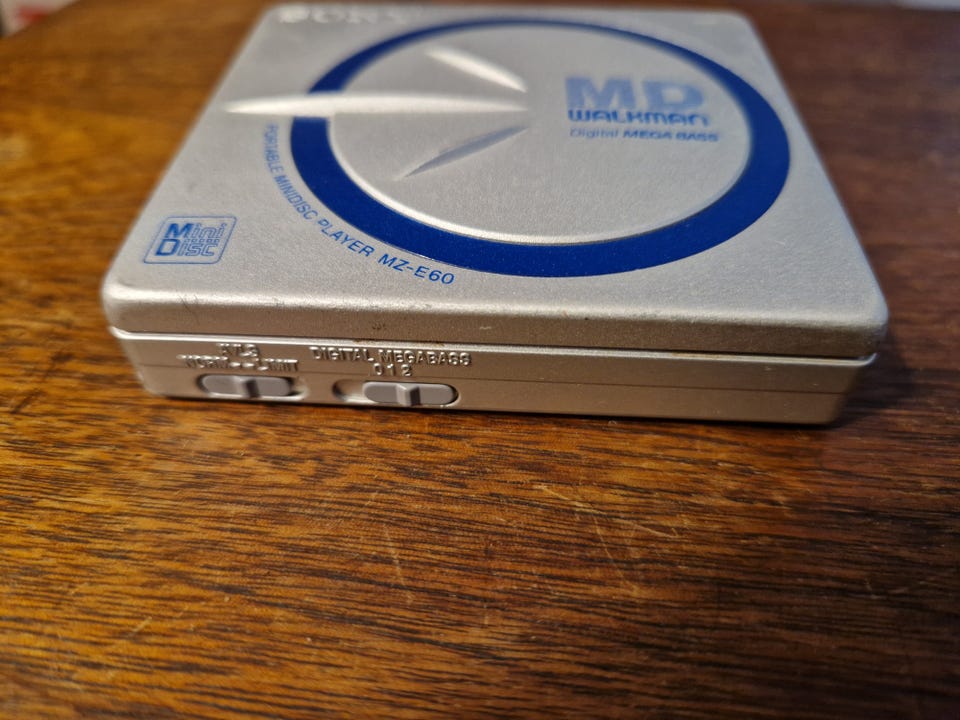 SONY
MD
WALKMAN
Digital MEGA BASS
PORTABLE MINIDISC PLAYER MZ-E60
Mini
Disc
AVLS
NORM LIMIT
DIGITAL MEGABASS
0 1 2